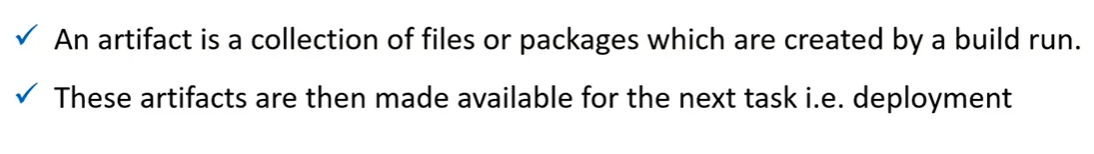 ✓ An artifact is a collection of files or packages which are created by a build run.
✓ These artifacts are then made available for the next task i.e. deployment